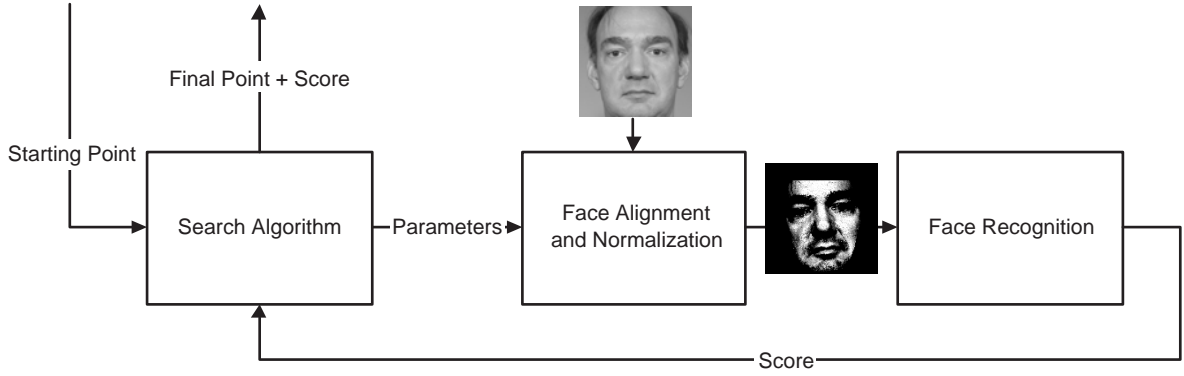 Final Point + Score
Starting Point
Search Algorithm
Parameters
Face Alignment
and Normalization
Face Recognition
Score